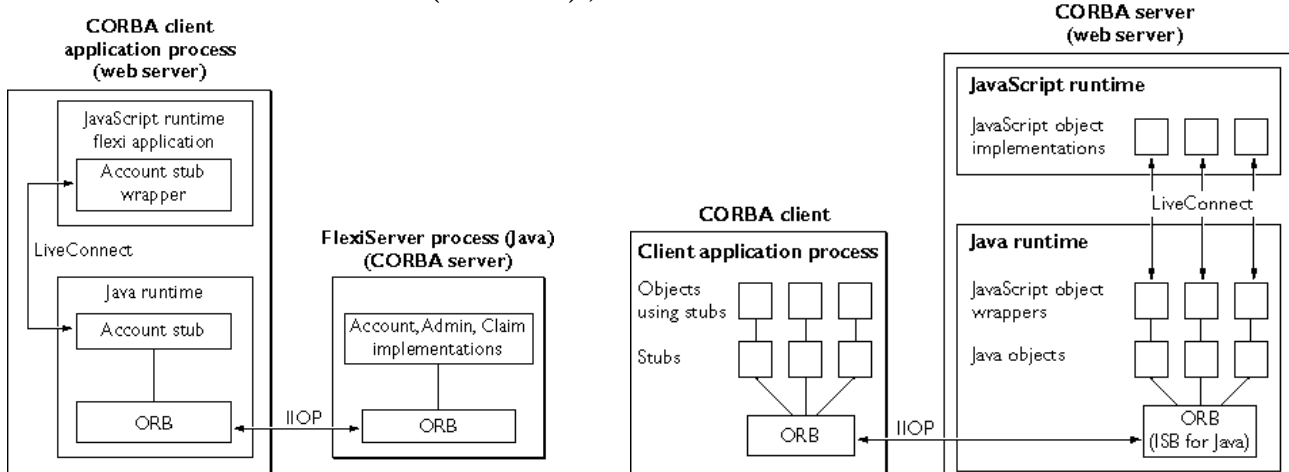 CORBA client
application process
(web server)
JavaScript runtime
flexi application
Account stub
wrapper
LiveConnect
Java runtime
Account stub
ORB
IIOP
FlexiServer process (Java)
(CORBA server)
Account, Admin, Claim
implementations
ORB
CORBA client
Client application process
Objects
using stubs
Stubs
ORB
IIOP
CORBA server
(web server)
JavaScript runtime
JavaScript object
implementations
LiveConnect
Java runtime
JavaScript object
wrappers
Java objects
ORB
(ISB for Java)